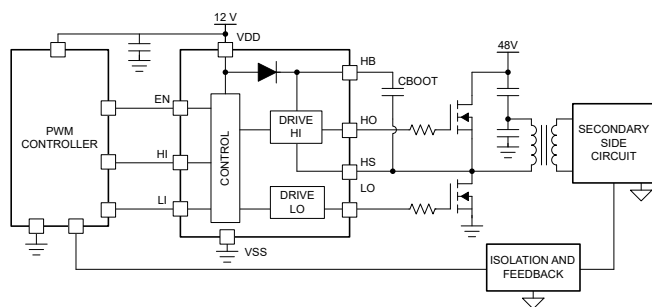 12 V
VDD
HB
48V
CBOOT
EN
PWM
CONTROLLER
CONTROL
DRIVE
HI
HO
SECONDARY
SIDE
CIRCUIT
HI
HS
LI
DRIVE
LO
LO
VSS
ISOLATION AND
FEEDBACK